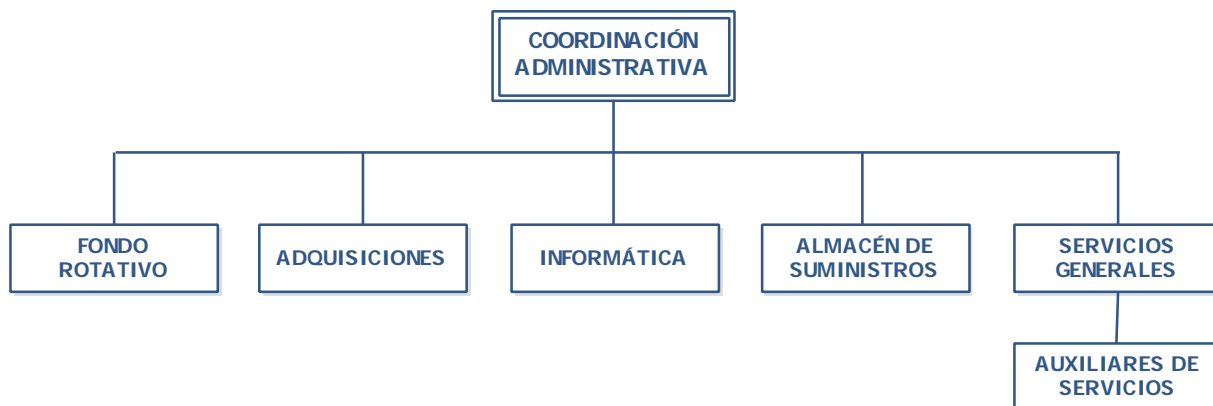 COORDINACIÓN
ADMINISTRATIVA
FONDO
ROTATIVO
ADQUISICIONES
INFORMÁTICA
ALMACÉN DE
SUMINISTROS
SERVICIOS
GENERALES
AUXILIARES DE
SERVICIOS